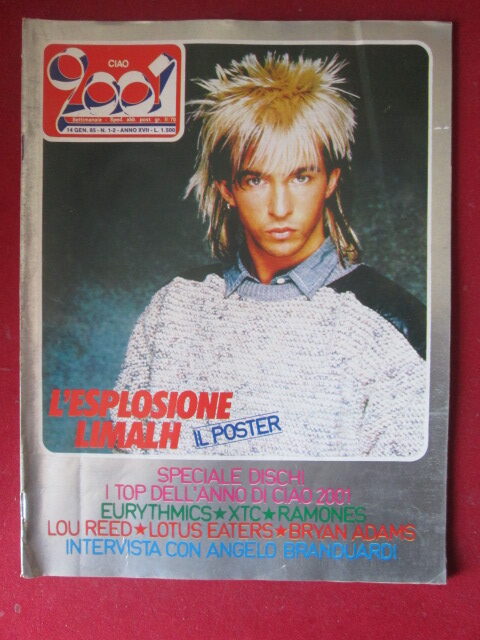 CIAO
2001
Settimanale - Sped. abb. post. gr. II/70
14 GEN. 85 - N. 1-2 - ANNO XVII - L. 1.500
L'ESPLOSIONE
LIMALH
IL POSTER
SPECIALE DISCHI
I TOP DELL'ANNO DI CIAO 2001
EURYTHMICS★XTC★RAMONES
LOU REED★LOTUS EATERS★BRYAN ADAMS
INTERVISTA CON ANGELO BRANDUARDI